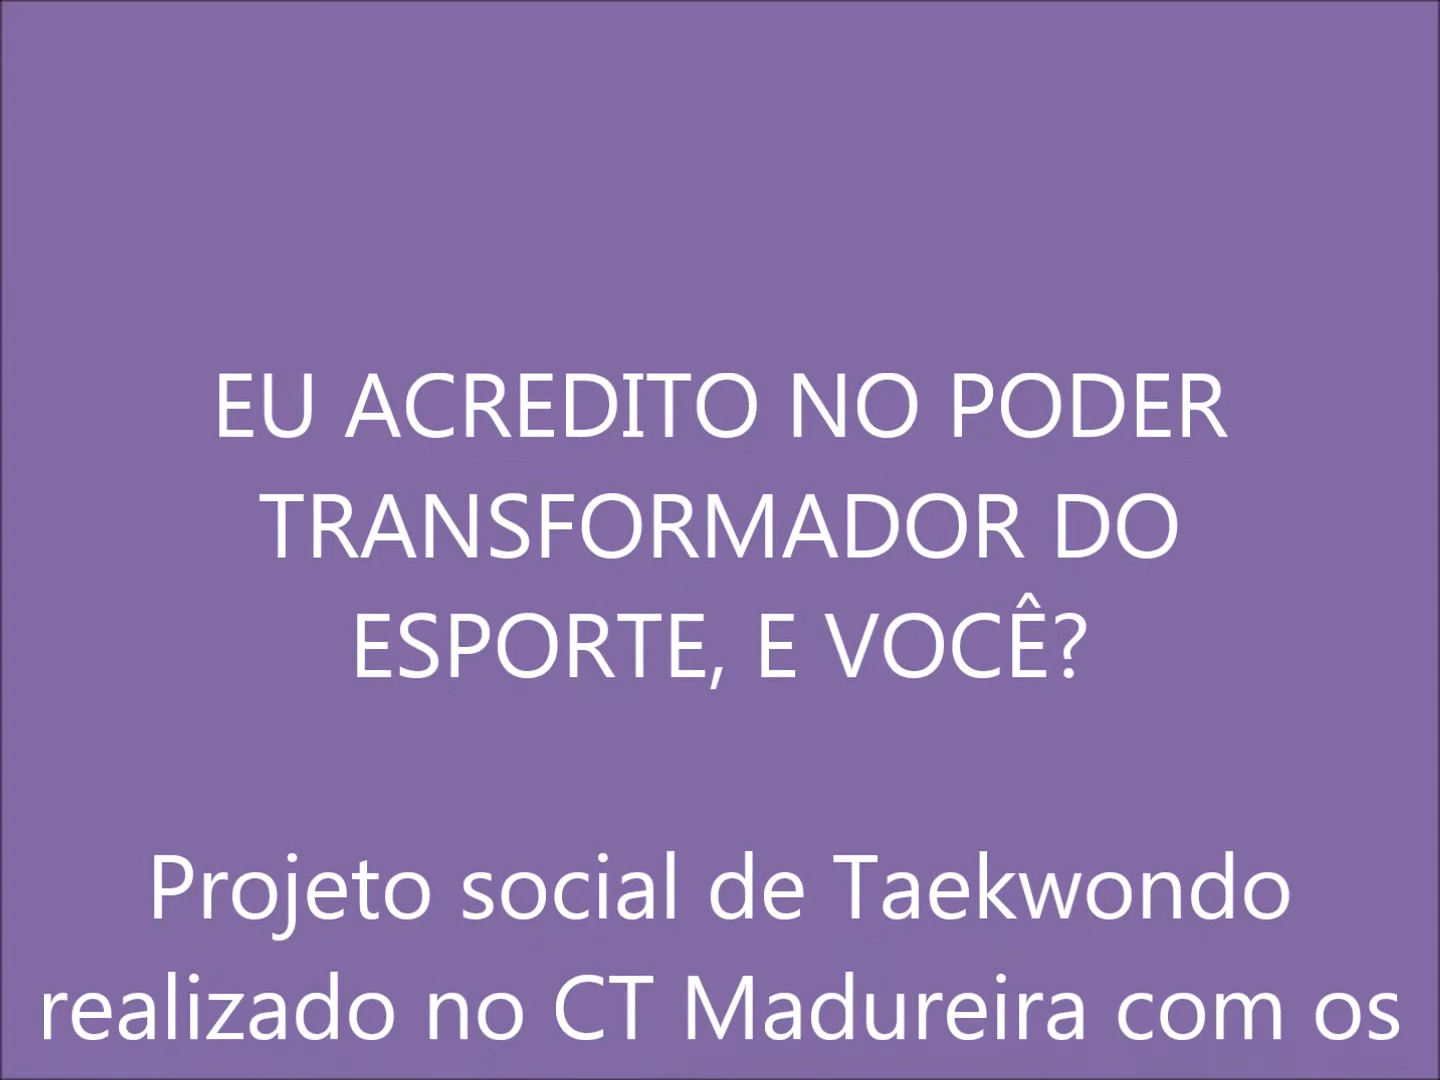 EU ACREDITO NO PODER
TRANSFORMADOR DO
ESPORTE, E VOCÊ?
Projeto social de Taekwondo
realizado no CT Madureira com os